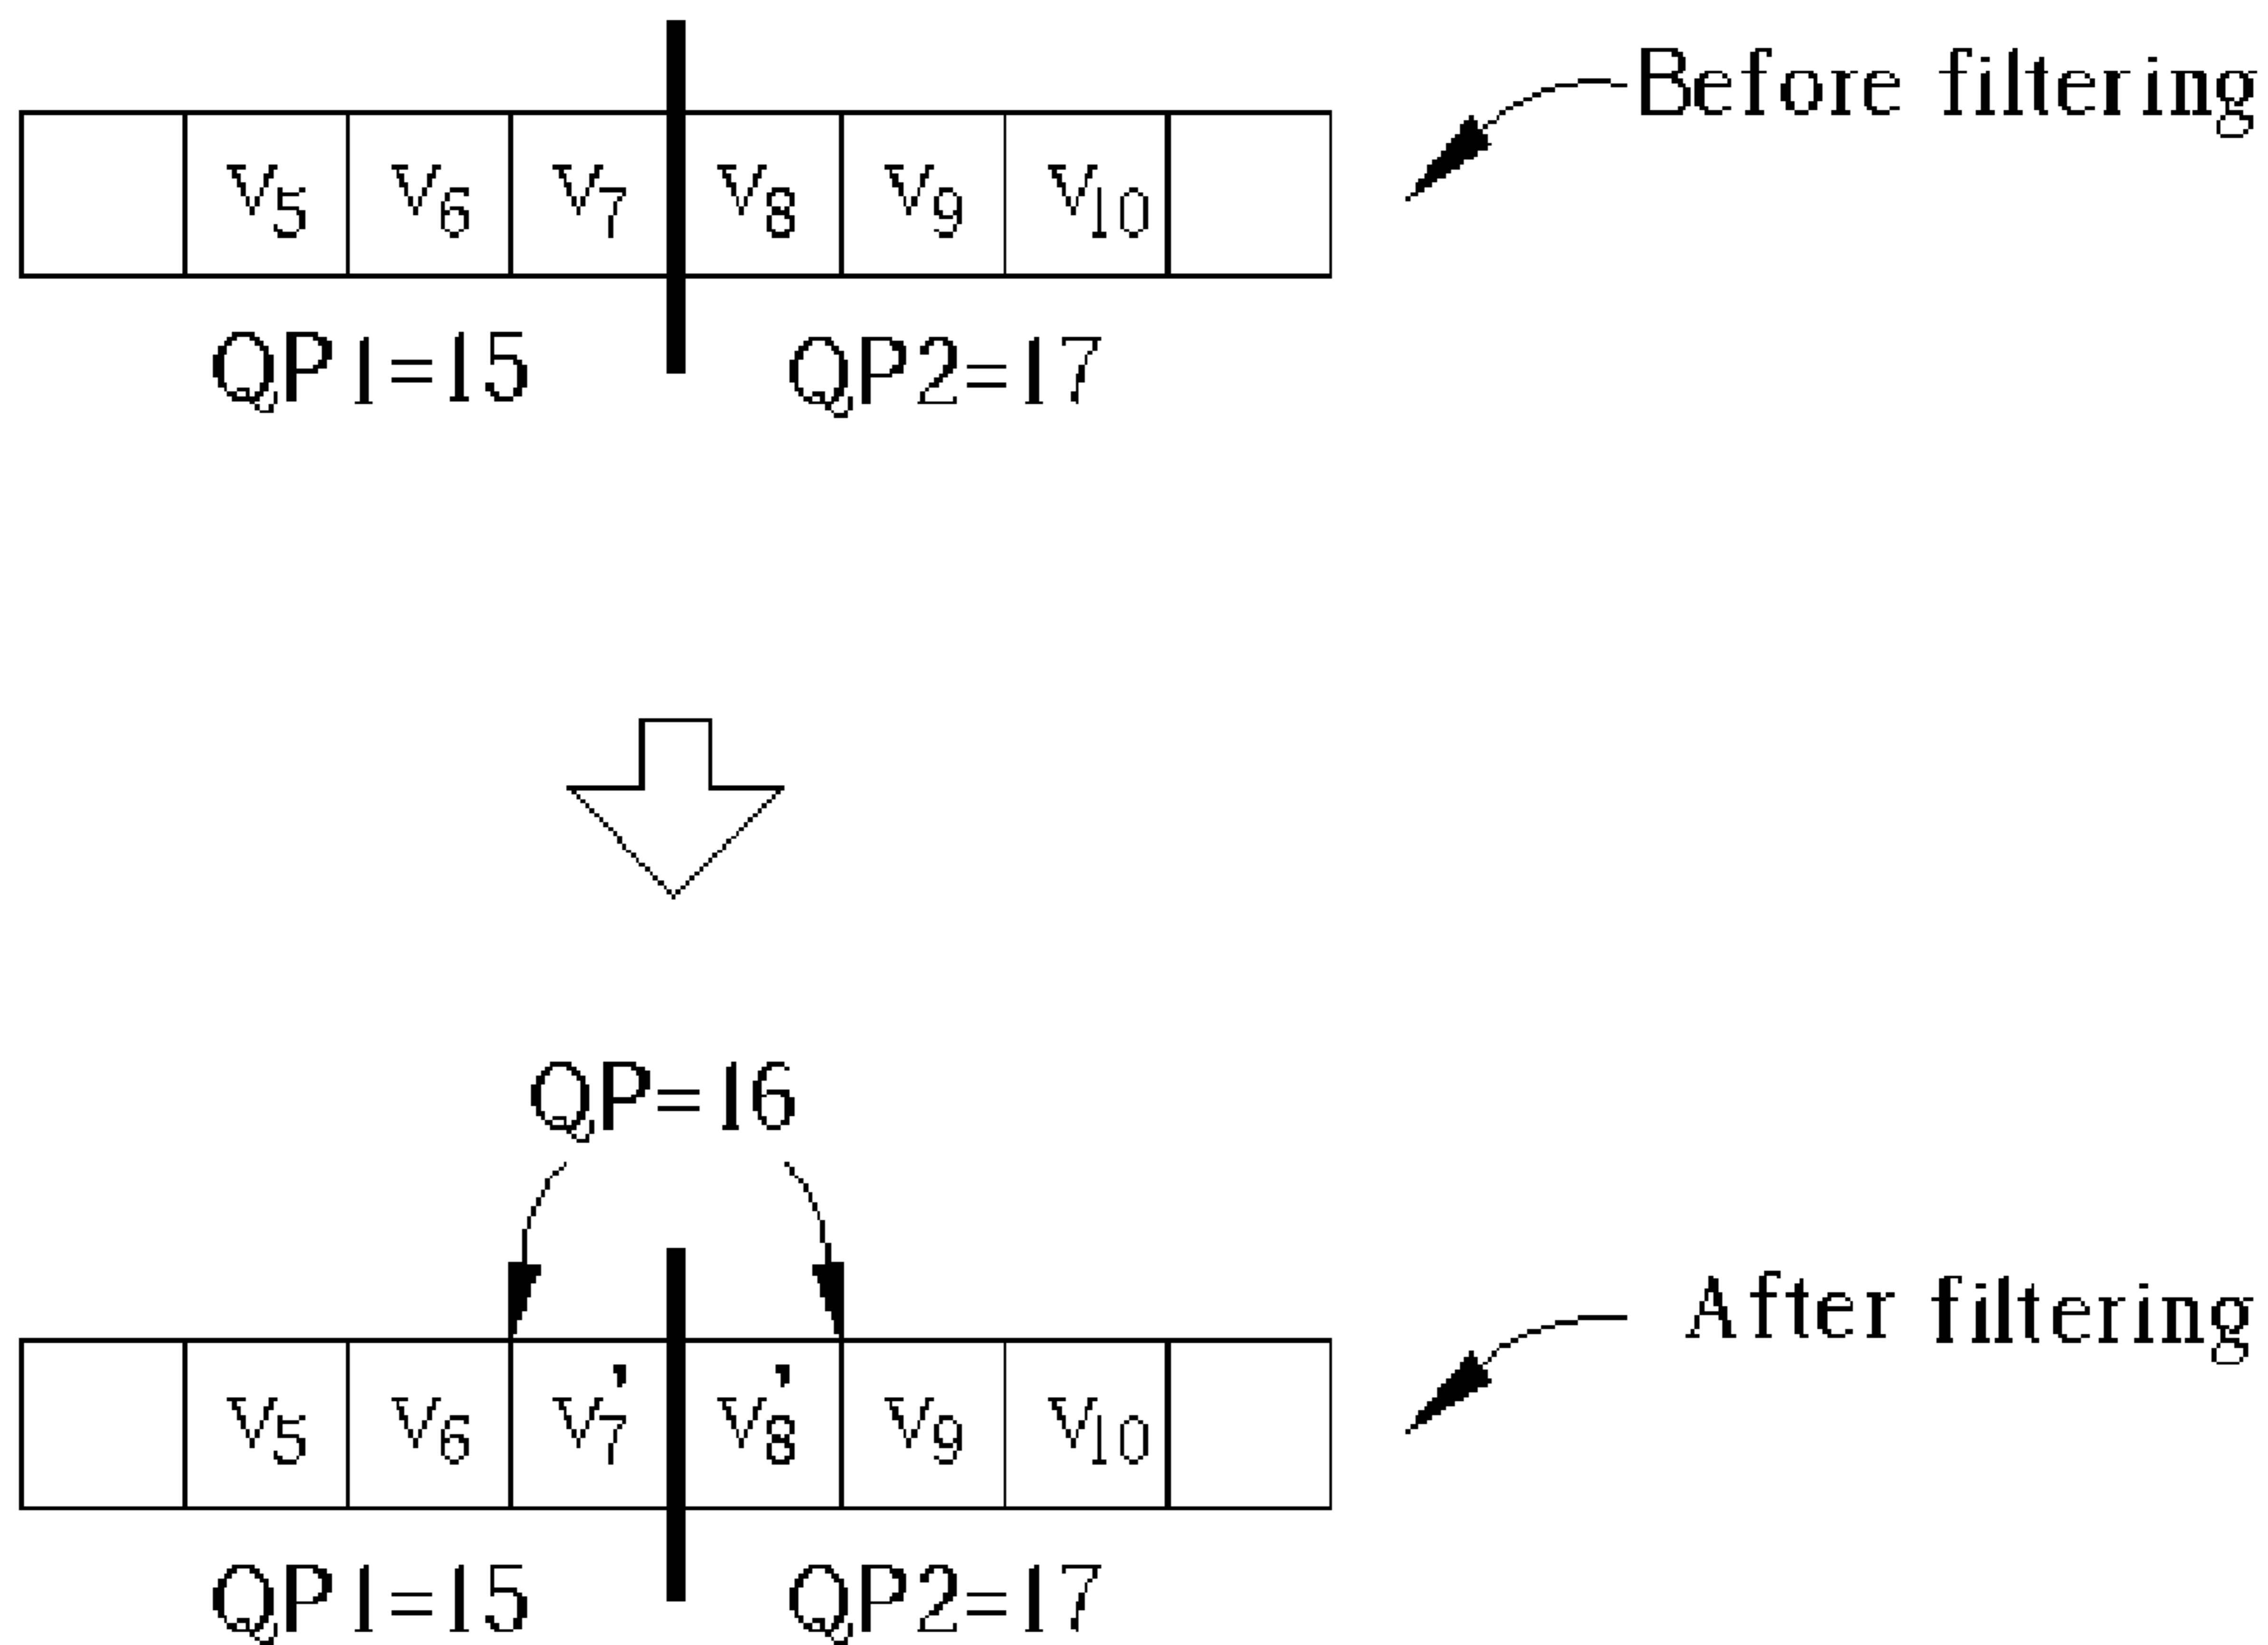 Before filtering
v5 v6 v7 v8 v9 v10
QP1=15 QP2=17
QP=16
After filtering
v5 v6 v7' v8' v9 v10
QP1=15 QP2=17